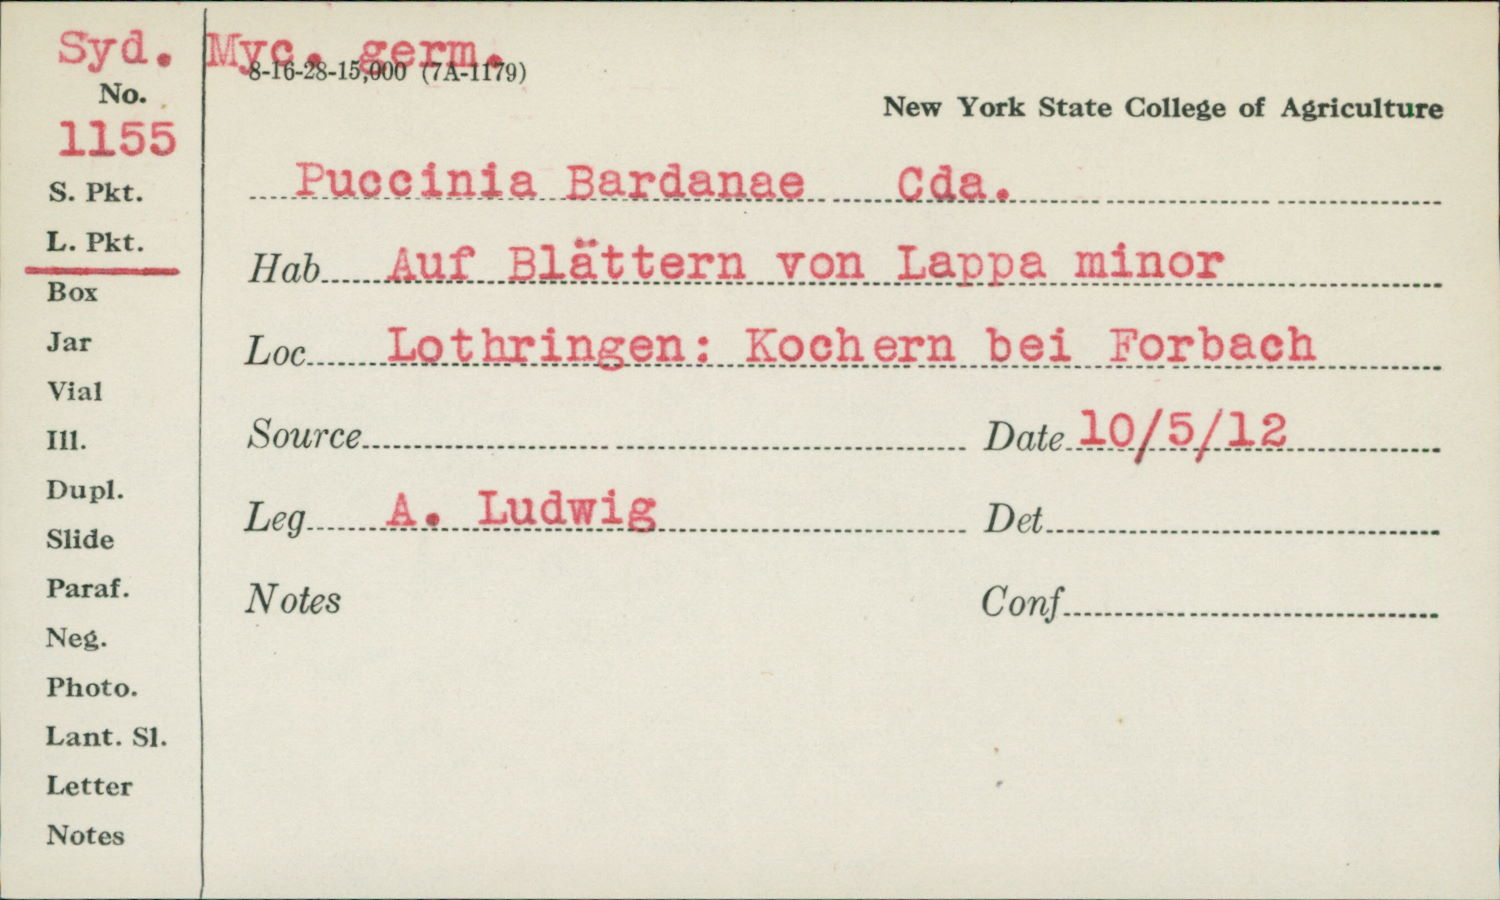 Syd. Myc. germ.
8-16-28-15,000 (7A-1179)
No.
1155
New York State College of Agriculture
S. Pkt.
Puccinia Bardanae Cda.
L. Pkt.
Hab. Auf Blättern von Lappa minor
Box
Jar
Loc. Lothringen: Kochern bei Forbach
Vial
Ill.
Source Date 10/5/12
Dupl.
Leg. A. Ludwig Det.
Slide
Paraf.
Notes Conf.
Neg.
Photo.
Lant. Sl.
Letter
Notes